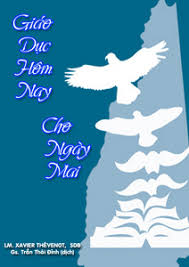 Giáo
Dục
Hôm
Nay
Cho
Ngày
Mai
LM. XAVIER THÉVENOT, SDB
Gs. Trần Thái Đỉnh (dịch)